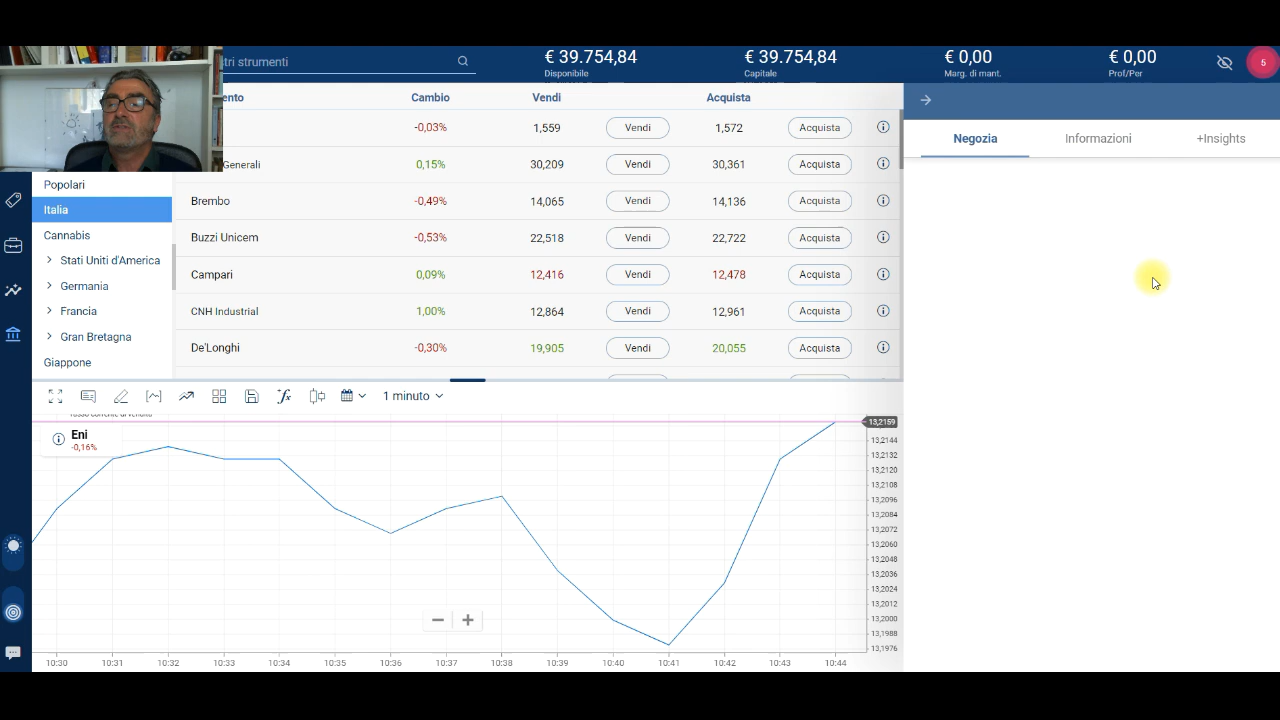 tri strumenti
€ 39.754,84
Disponibile
€ 39.754,84
Capitale
€ 0,00
Marg. di mant.
€ 0,00
Prof/Per
5
ento Cambio Vendi Acquista
-0,03% 1,559 Vendi 1,572 Acquista
Generali 0,15% 30,209 Vendi 30,361 Acquista
Brembo -0,49% 14,065 Vendi 14,136 Acquista
Buzzi Unicem -0,53% 22,518 Vendi 22,722 Acquista
Campari 0,09% 12,416 Vendi 12,478 Acquista
CNH Industrial 1,00% 12,864 Vendi 12,961 Acquista
De'Longhi -0,30% 19,905 Vendi 20,055 Acquista
Popolari
Italia
Cannabis
Stati Uniti d'America
Germania
Francia
Gran Bretagna
Giappone
Negozia Informazioni +Insights
1 minuto
Eni
-0,16%
13,2159
13,2144
13,2132
13,2120
13,2108
13,2096
13,2084
13,2072
13,2060
13,2048
13,2036
13,2024
13,2012
13,2000
13,1988
13,1976
10:30 10:31 10:32 10:33 10:34 10:35 10:36 10:37 10:38 10:39 10:40 10:41 10:42 10:43 10:44